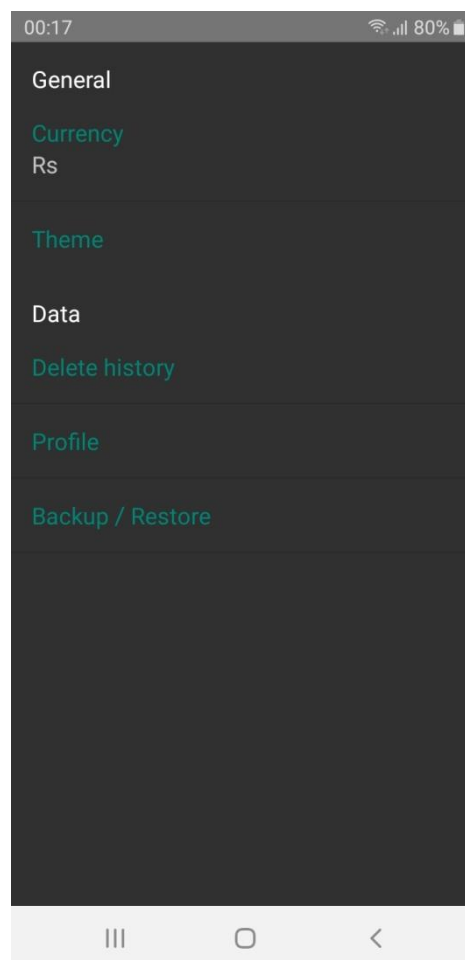 00:17 80%
General
Currency
Rs
Theme
Data
Delete history
Profile
Backup / Restore